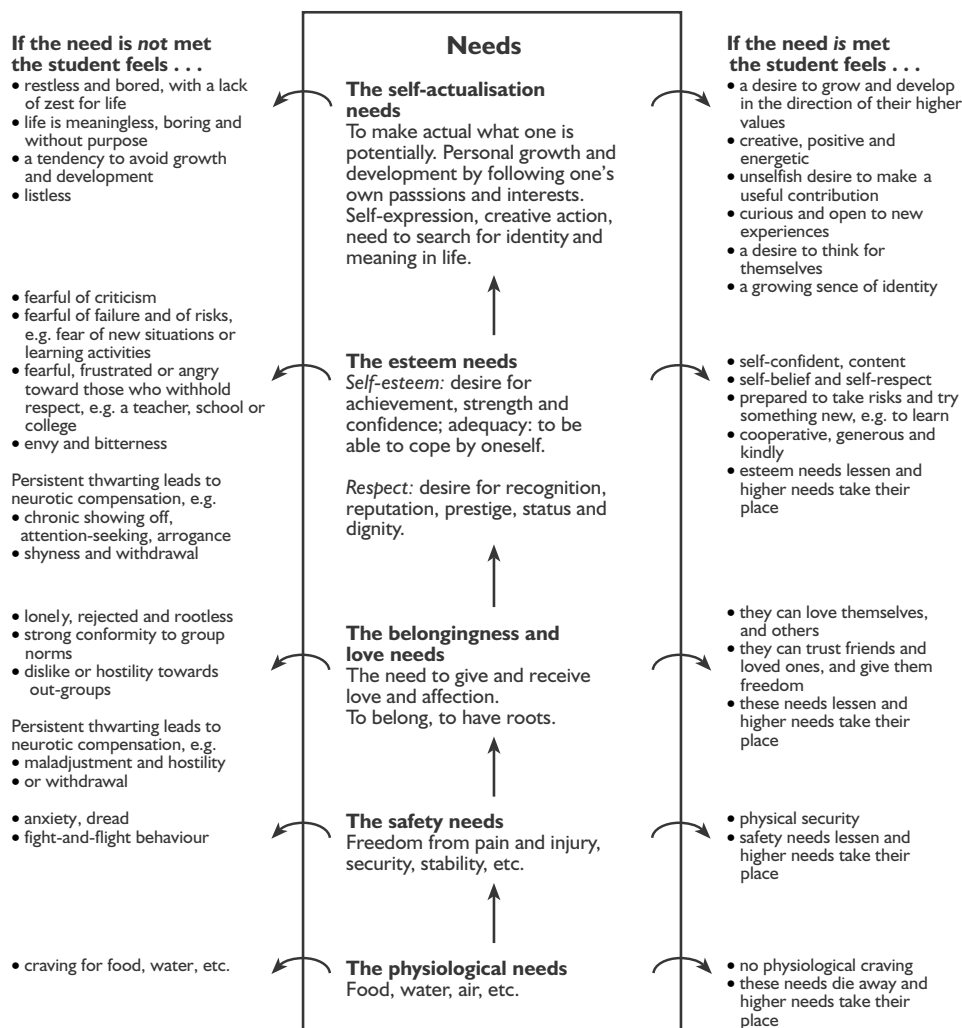 If the need is not met
the student feels . . .
• restless and bored, with a lack
of zest for life
• life is meaningless, boring and
without purpose
• a tendency to avoid growth
and development
• listless
• fearful of criticism
• fearful of failure and of risks,
e.g. fear of new situations or
learning activities
• fearful, frustrated or angry
toward those who withhold
respect, e.g. a teacher, school or
college
• envy and bitterness
Persistent thwarting leads to
neurotic compensation, e.g.
• chronic showing off,
attention-seeking, arrogance
• shyness and withdrawal
• lonely, rejected and rootless
• strong conformity to group
norms
• dislike or hostility towards
out-groups
Persistent thwarting leads to
neurotic compensation, e.g.
• maladjustment and hostility
• or withdrawal
• anxiety, dread
• fight-and-flight behaviour
• craving for food, water, etc.
Needs
The self-actualisation
needs
To make actual what one is
potentially. Personal growth and
development by following one's
own passsions and interests.
Self-expression, creative action,
need to search for identity and
meaning in life.
The esteem needs
Self-esteem: desire for
achievement, strength and
confidence; adequacy: to be
able to cope by oneself.
Respect: desire for recognition,
reputation, prestige, status and
dignity.
The belongingness and
love needs
The need to give and receive
love and affection.
To belong, to have roots.
The safety needs
Freedom from pain and injury,
security, stability, etc.
The physiological needs
Food, water, air, etc.
If the need is met
the student feels . . .
• a desire to grow and develop
in the direction of their higher
values
• creative, positive and
energetic
• unselfish desire to make a
useful contribution
• curious and open to new
experiences
• a desire to think for
themselves
• a growing sence of identity
• self-confident, content
• self-belief and self-respect
• prepared to take risks and try
something new, e.g. to learn
• cooperative, generous and
kindly
• esteem needs lessen and
higher needs take their
place
• they can love themselves,
and others
• they can trust friends and
loved ones, and give them
freedom
• these needs lessen and
higher needs take their
place
• physical security
• safety needs lessen and
higher needs take their
place
• no physiological craving
• these needs die away and
higher needs take their
place